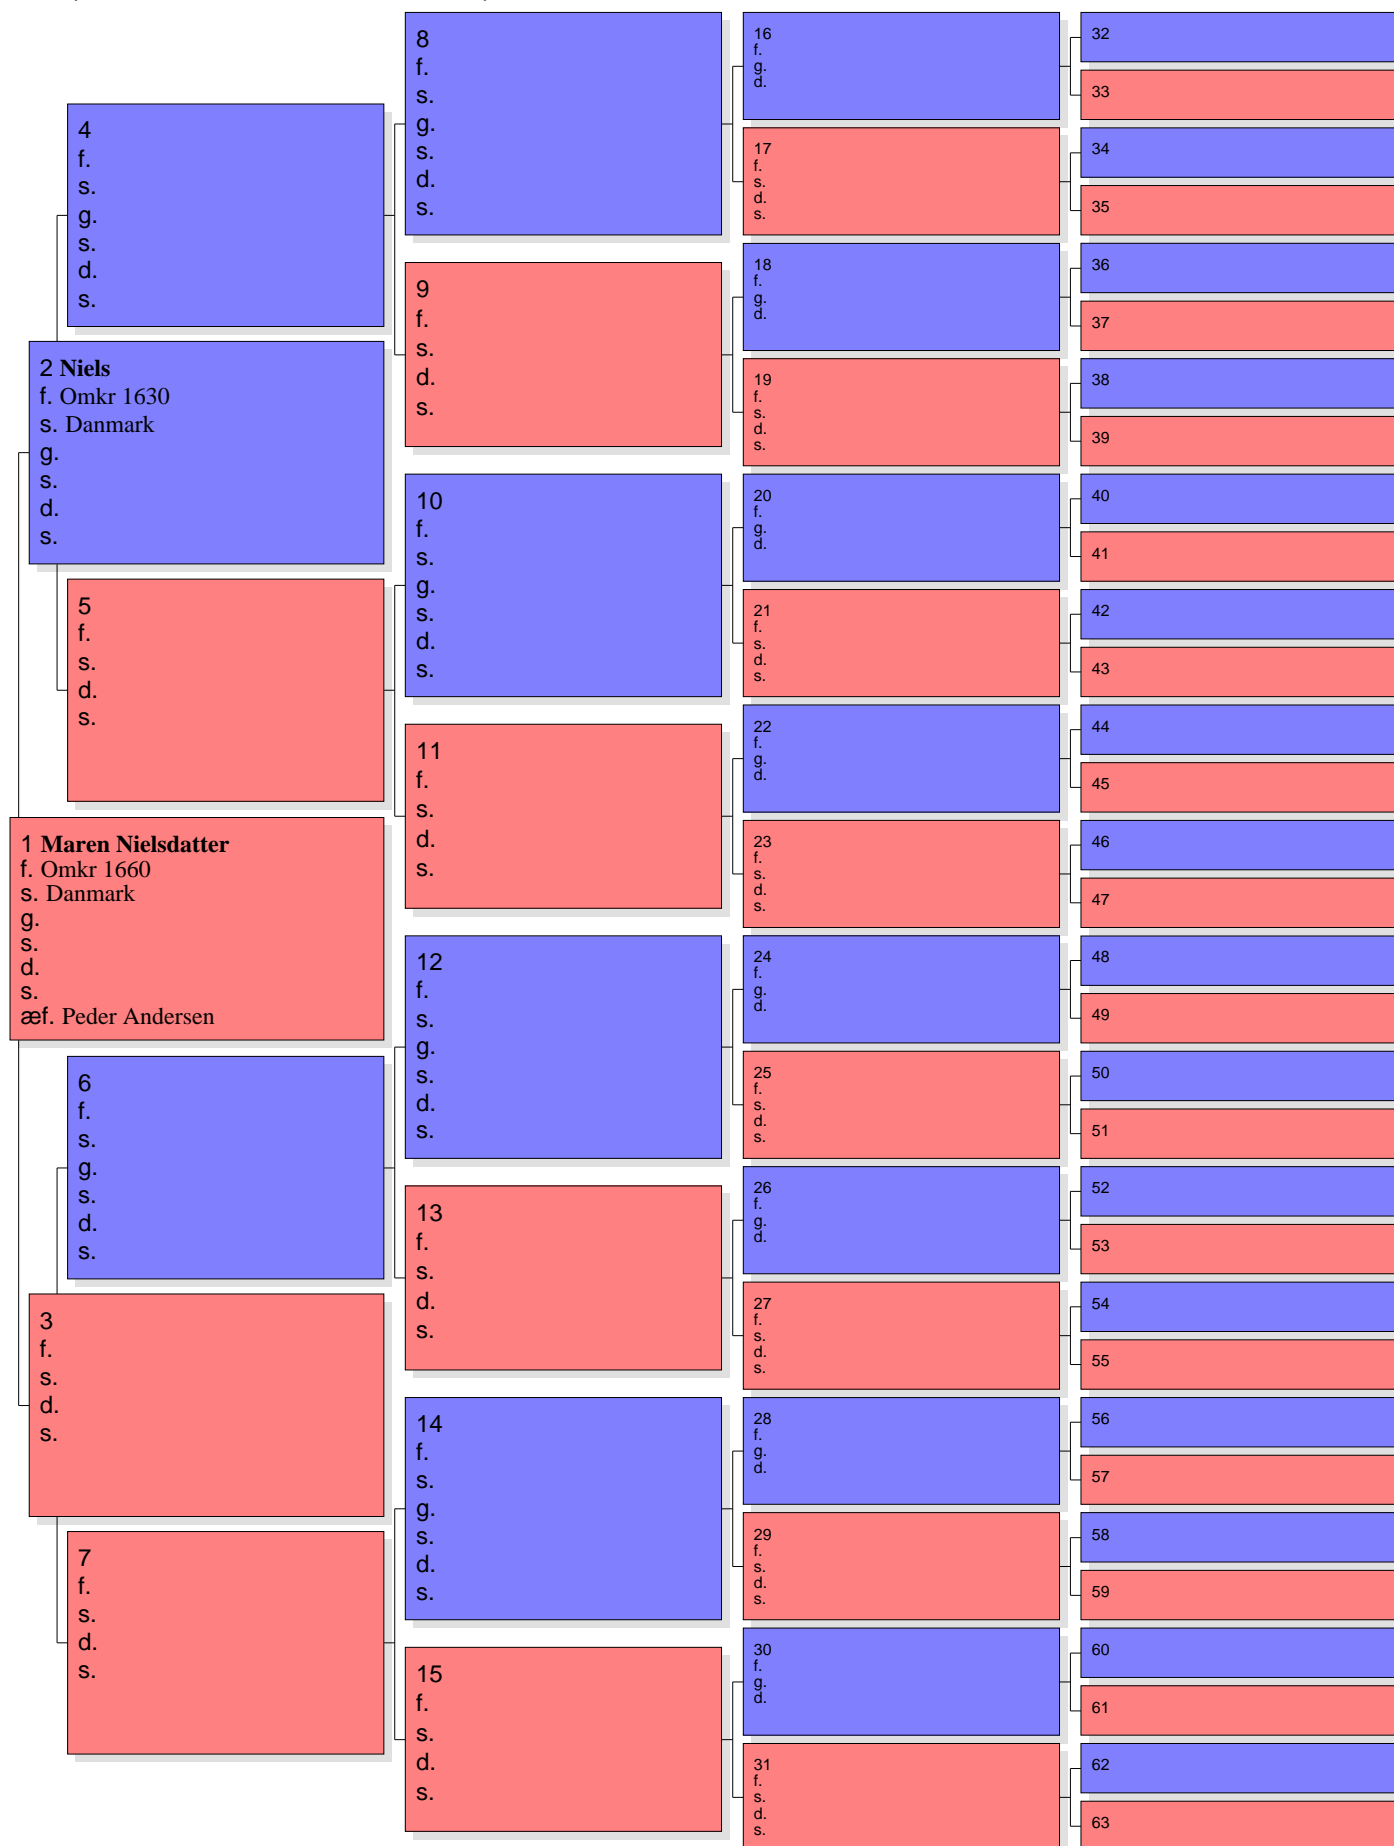 4
f.
s.
g.
s.
d.
s.
2 Niels
f. Omkr 1630
s. Danmark
g.
s.
d.
s.
5
f.
s.
d.
s.
1 Maren Nielsdatter
f. Omkr 1660
s. Danmark
g.
s.
d.
s.
æf. Peder Andersen
6
f.
s.
g.
s.
d.
s.
3
f.
s.
d.
s.
7
f.
s.
d.
s.
8
f.
s.
g.
s.
d.
s.
9
f.
s.
d.
s.
10
f.
s.
g.
s.
d.
s.
11
f.
s.
d.
s.
12
f.
s.
g.
s.
d.
s.
13
f.
s.
d.
s.
14
f.
s.
g.
s.
d.
s.
15
f.
s.
d.
s.
16
f.
g.
d.
17
f.
s.
d.
s.
18
f.
g.
d.
19
f.
s.
d.
s.
20
f.
g.
d.
21
f.
s.
d.
s.
22
f.
g.
d.
23
f.
s.
d.
s.
24
f.
g.
d.
25
f.
s.
d.
s.
26
f.
g.
d.
27
f.
s.
d.
s.
28
f.
g.
d.
29
f.
s.
d.
s.
30
f.
g.
d.
31
f.
s.
d.
s.
32
33
34
35
36
37
38
39
40
41
42
43
44
45
46
47
48
49
50
51
52
53
54
55
56
57
58
59
60
61
62
63